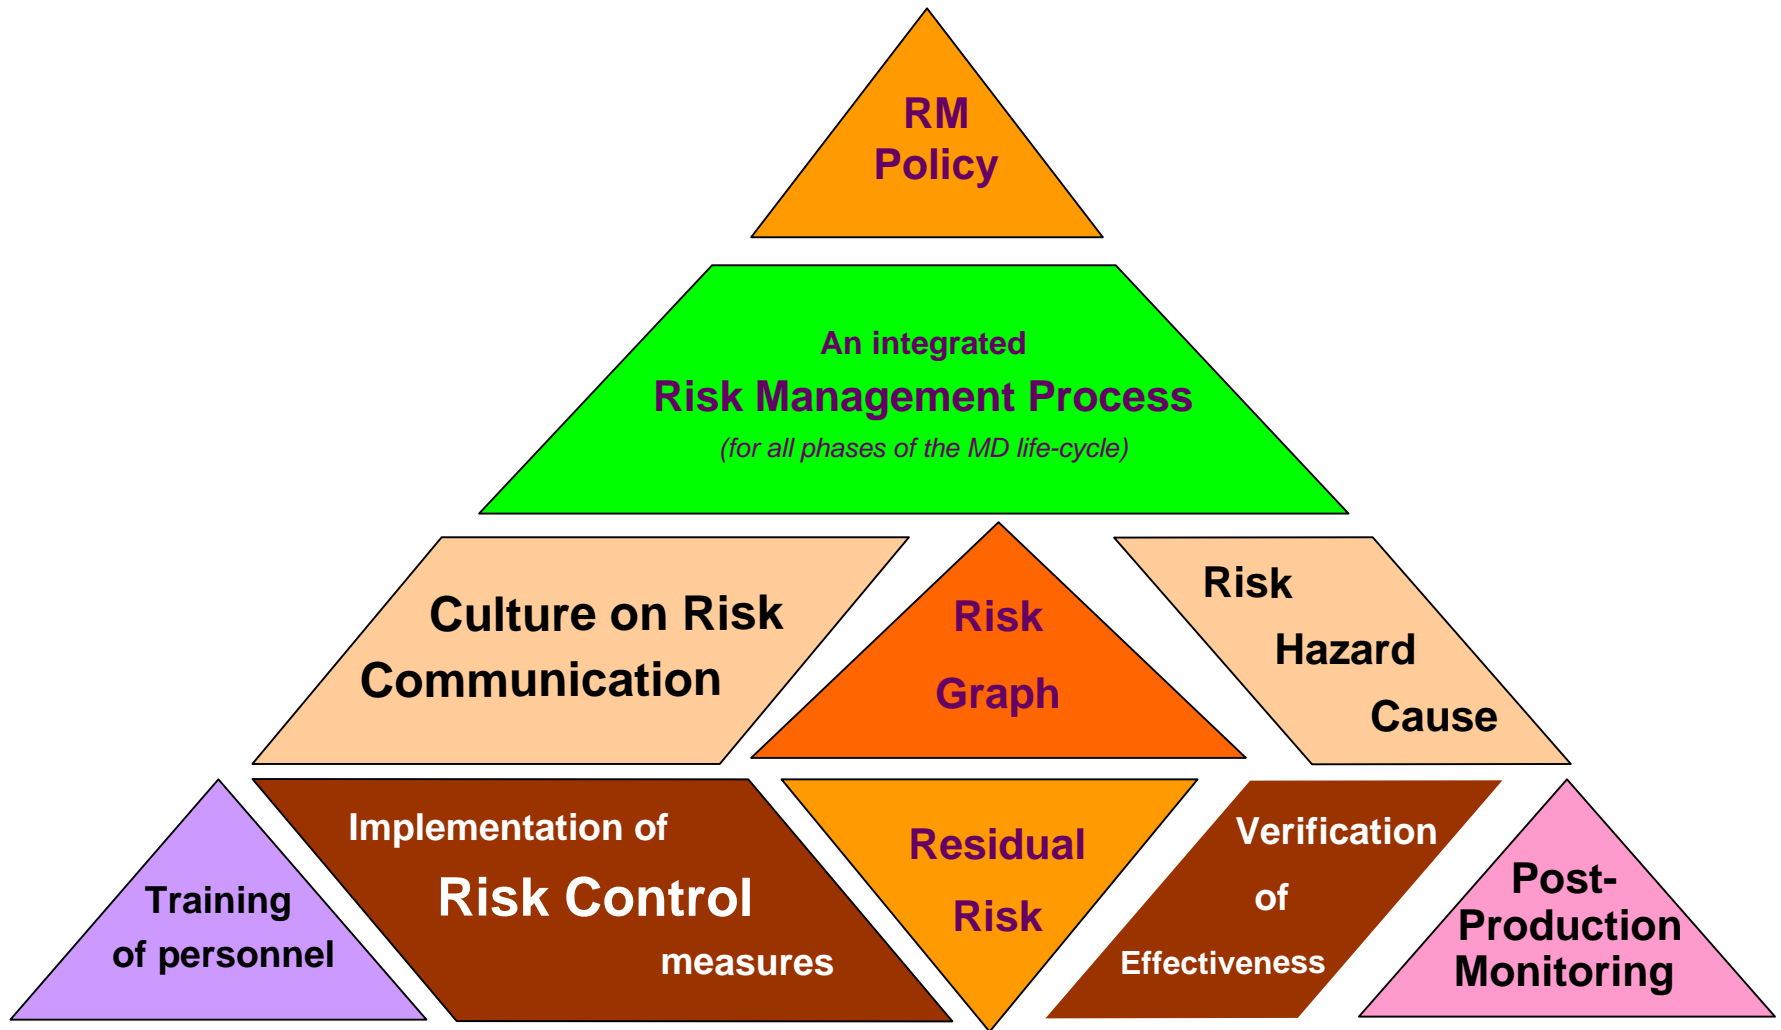 RM
Policy
An integrated
Risk Management Process
(for all phases of the MD life-cycle)
Culture on Risk
Communication
Risk
Graph
Risk
Hazard
Cause
Training
of personnel
Implementation of
Risk Control
measures
Residual
Risk
Verification
of
Effectiveness
Post-
Production
Monitoring